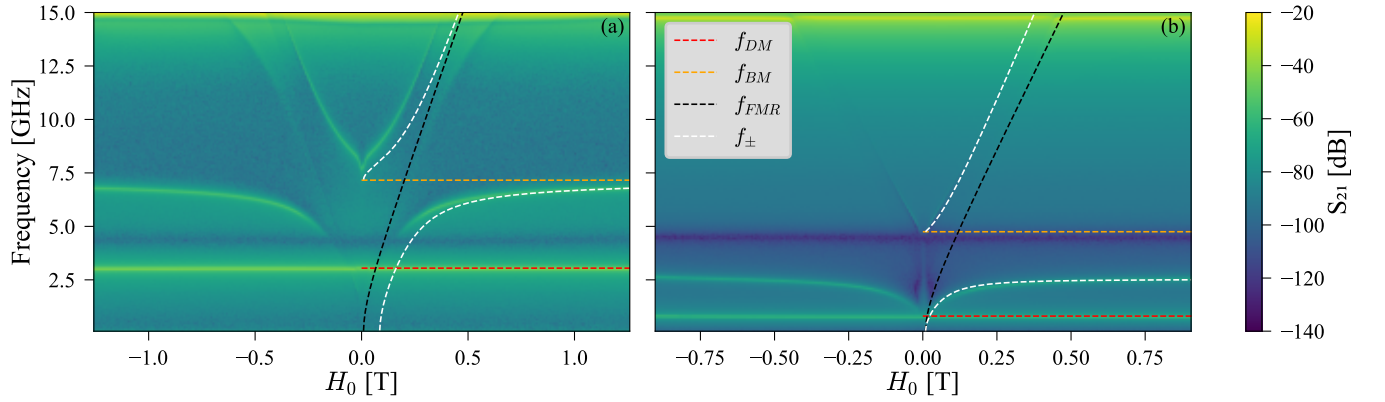 (a)
(b)
Frequency [GHz]
15.0
12.5
10.0
7.5
5.0
2.5
−1.0 −0.5 0.0 0.5 1.0
H₀ [T]
f_DM
f_BM
f_FMR
f_±
−0.75 −0.50 −0.25 0.00 0.25 0.50 0.75
H₀ [T]
−20
−40
−60
−80
−100
−120
−140
S₂₁ [dB]